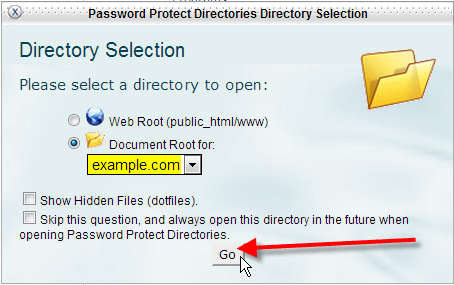 Password Protect Directories Directory Selection
Directory Selection
Please select a directory to open:
Web Root (public_html/www)
Document Root for:
example.com
Show Hidden Files (dotfiles).
Skip this question, and always open this directory in the future when
opening Password Protect Directories.
Go